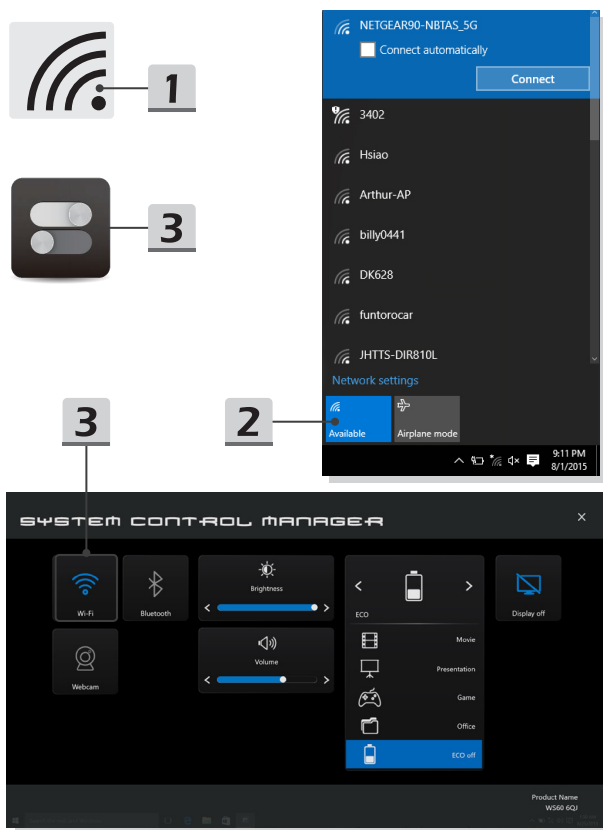 1
3
NETGEAR90-NBTAS_5G
Connect automatically
Connect
3402
Hsiao
Arthur-AP
billy0441
DK628
funtorocar
JHTTS-DIR810L
Network settings
Available
Airplane mode
9:11 PM
8/1/2015
2
3
SYSTEM CONTROL MANAGER
Wi-Fi
Bluetooth
Webcam
Brightness
Volume
ECO
Movie
Presentation
Game
Office
ECO off
Display off
Product Name
WS60 6QJ